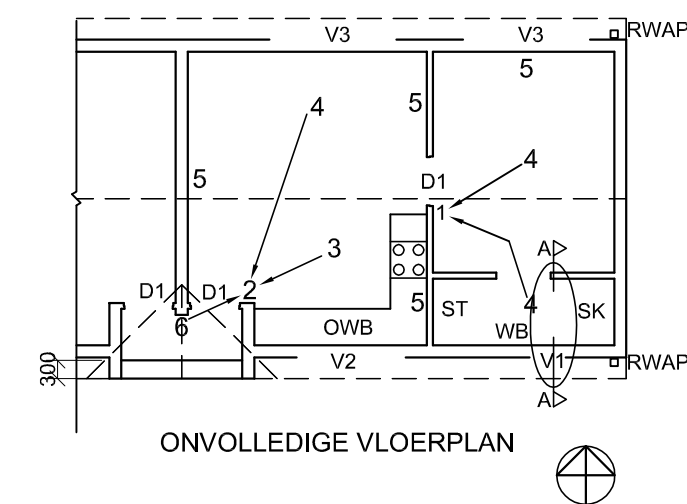 V3
V3
RWAP
5
4
5
4
5
D1
1
A
3
D1
D1
2
6
5
ST
4
SK
OWB
WB
300
V2
V1
RWAP
A
ONVOLLEDIGE VLOERPLAN